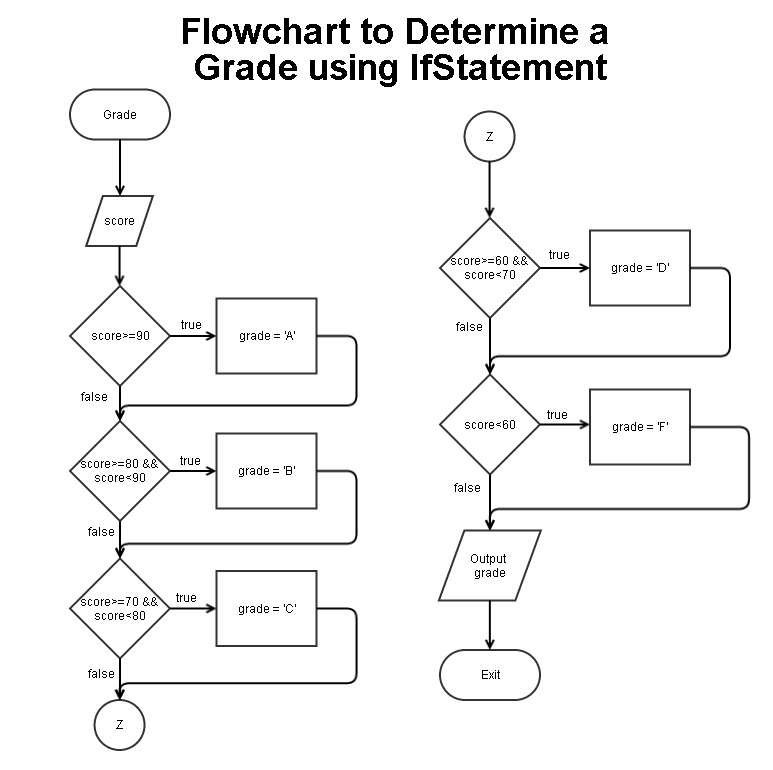 Flowchart to Determine a
Grade using IfStatement
Grade
score
score>=90
true
grade = 'A'
false
score>=80 &&
score<90
true
grade = 'B'
false
score>=70 &&
score<80
true
grade = 'C'
false
Z
Z
score>=60 &&
score<70
true
grade = 'D'
false
score<60
true
grade = 'F'
false
Output
grade
Exit